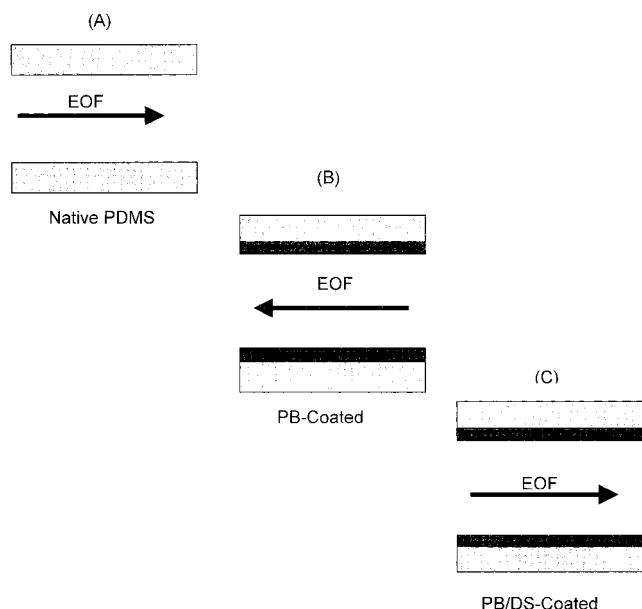 (A)
EOF
Native PDMS
(B)
EOF
PB-Coated
(C)
EOF
PB/DS-Coated